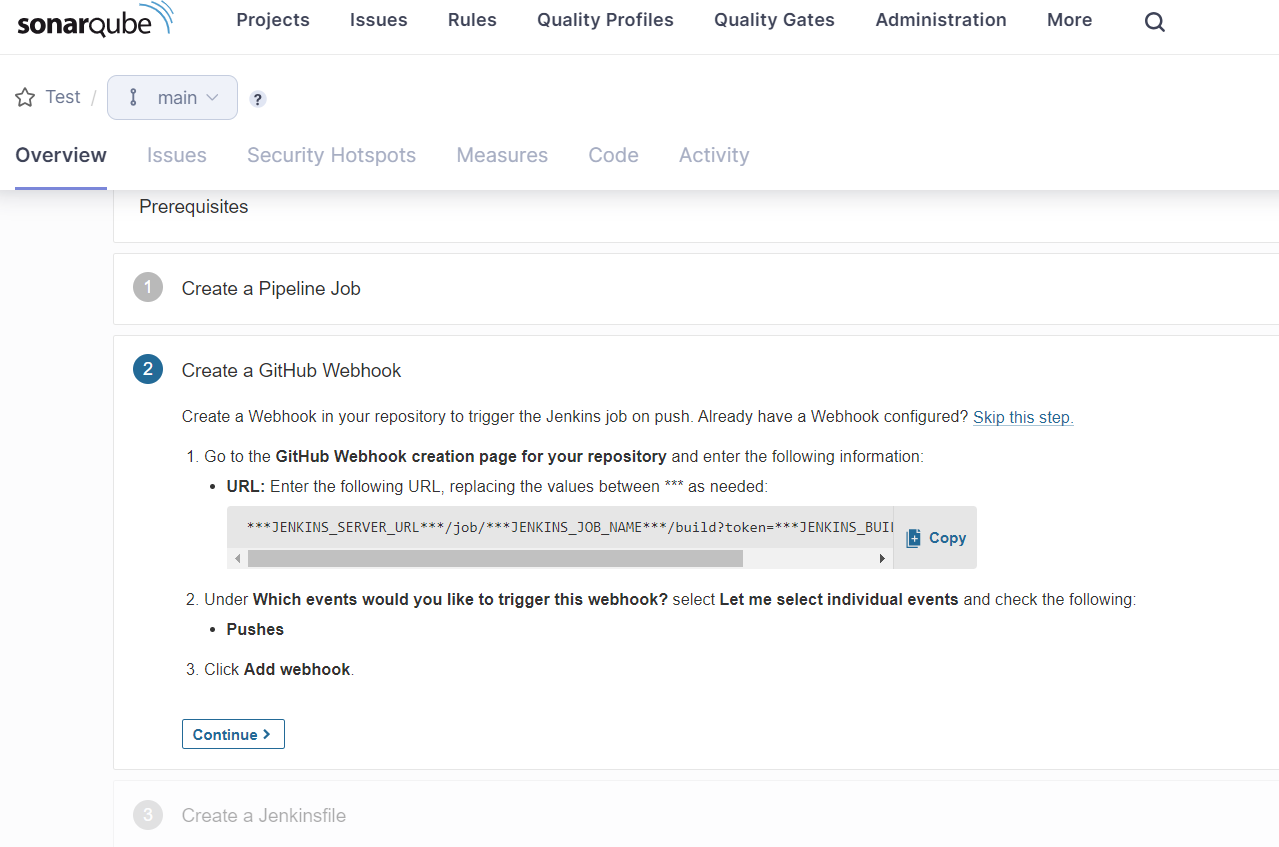 sonarqube
Projects Issues Rules Quality Profiles Quality Gates Administration More
Test / main ?
Overview Issues Security Hotspots Measures Code Activity
Prerequisites
1 Create a Pipeline Job
2 Create a GitHub Webhook
Create a Webhook in your repository to trigger the Jenkins job on push. Already have a Webhook configured? Skip this step.
1. Go to the GitHub Webhook creation page for your repository and enter the following information:
• URL: Enter the following URL, replacing the values between *** as needed:
***JENKINS_SERVER_URL***/job/***JENKINS_JOB_NAME***/build?token=***JENKINS_BUI
Copy
2. Under Which events would you like to trigger this webhook? select Let me select individual events and check the following:
• Pushes
3. Click Add webhook.
Continue >
3 Create a Jenkinsfile